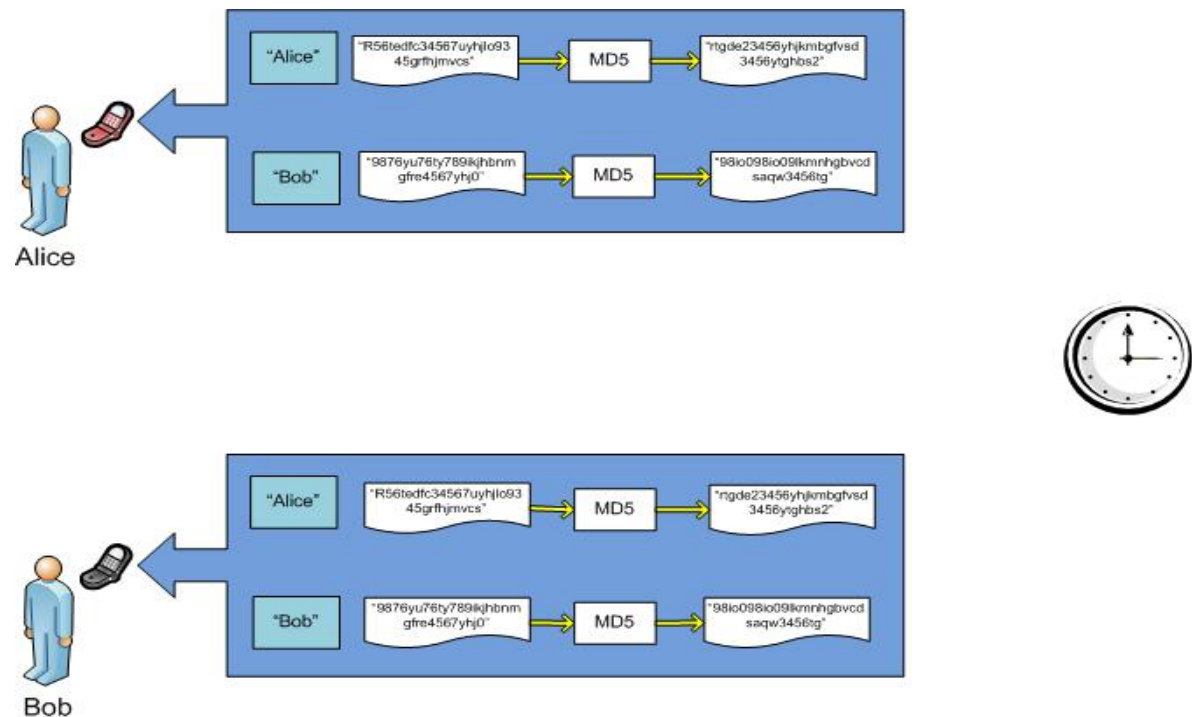 "Alice"
"R56tedfc34567uyhjlo93
45grfhjmvcs"
MD5
"rtgde23456yhjkmbgfvsd
3456ytghbs2"
"Bob"
"9876yu76ty789ikjhbnm
gfre4567yhj0"
MD5
"98io098io09lkmnhgbvcd
saqw3456tg"
Alice
"Alice"
"R56tedfc34567uyhjlo93
45grfhjmvcs"
MD5
"rtgde23456yhjkmbgfvsd
3456ytghbs2"
"Bob"
"9876yu76ty789ikjhbnm
gfre4567yhj0"
MD5
"98io098io09lkmnhgbvcd
saqw3456tg"
Bob